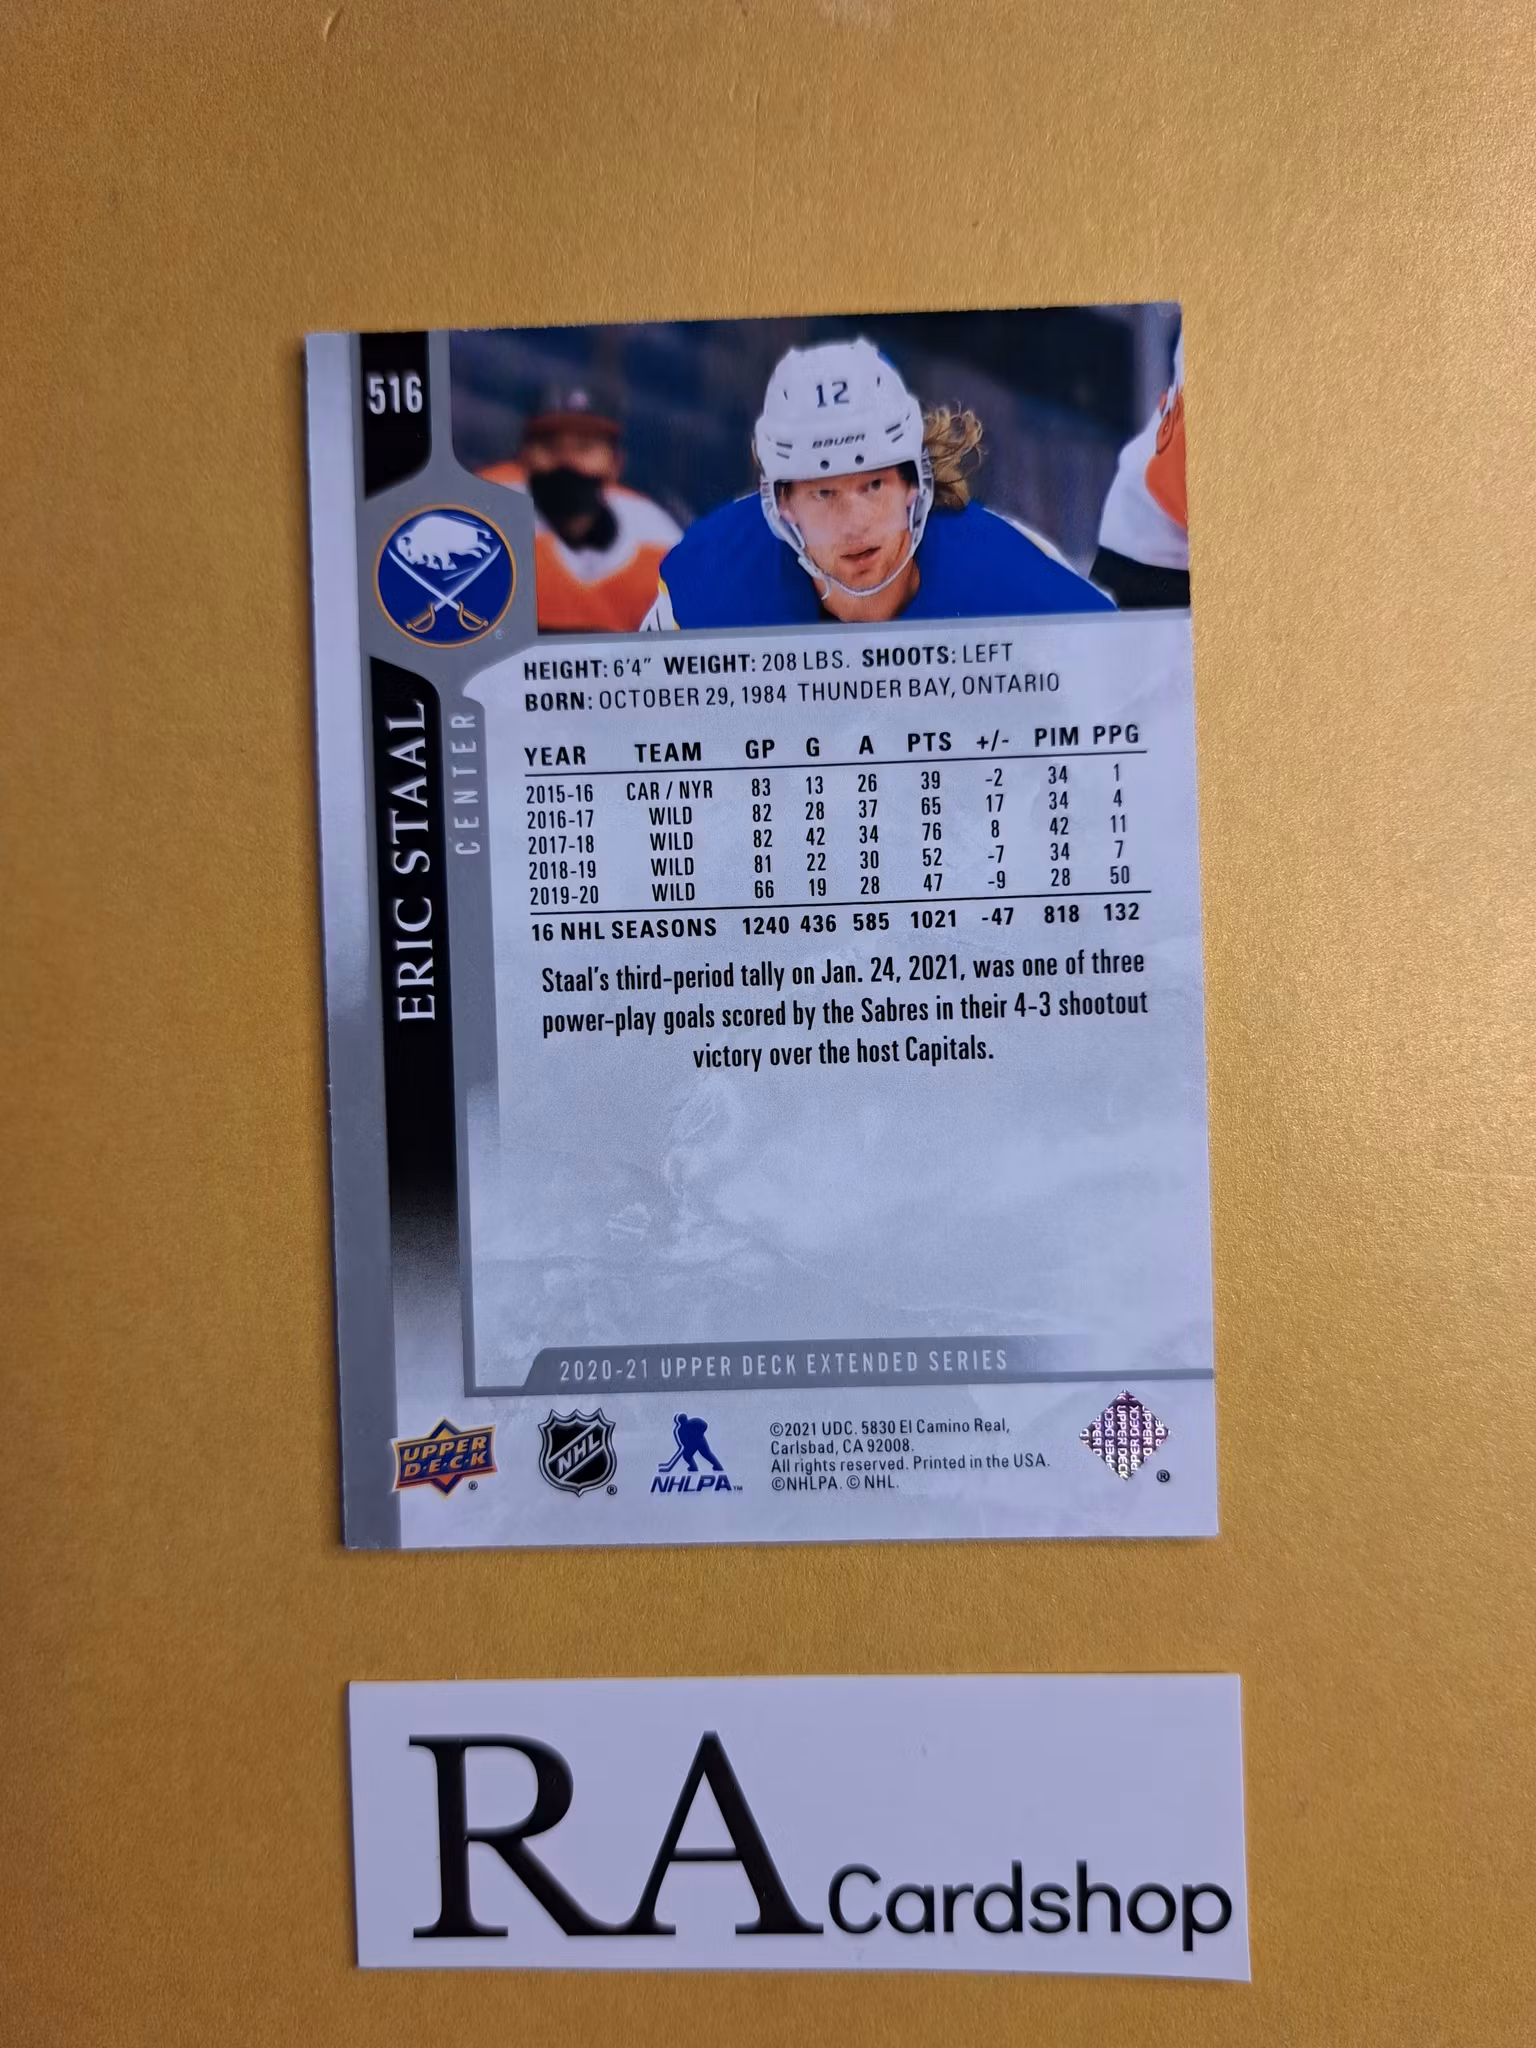 516
12
BAUER
ERIC STAAL
CENTER
HEIGHT: 6'4" WEIGHT: 208 LBS. SHOOTS: LEFT
BORN: OCTOBER 29, 1984 THUNDER BAY, ONTARIO
YEAR TEAM GP G A PTS +/- PIM PPG
2015-16 CAR / NYR 83 13 26 39 -2 34 1
2016-17 WILD 82 28 37 65 17 34 4
2017-18 WILD 82 42 34 76 8 42 11
2018-19 WILD 81 22 30 52 -7 34 7
2019-20 WILD 66 19 28 47 -9 28 50
16 NHL SEASONS 1240 436 585 1021 -47 818 132
Staal's third-period tally on Jan. 24, 2021, was one of three
power-play goals scored by the Sabres in their 4-3 shootout
victory over the host Capitals.
2020-21 UPPER DECK EXTENDED SERIES
UPPER
D·E·C·K
®
NHL
®
NHLPA™
©2021 UDC. 5830 El Camino Real,
Carlsbad, CA 92008.
All rights reserved. Printed in the USA.
©NHLPA. © NHL.
UPPER DECK
®
RA Cardshop